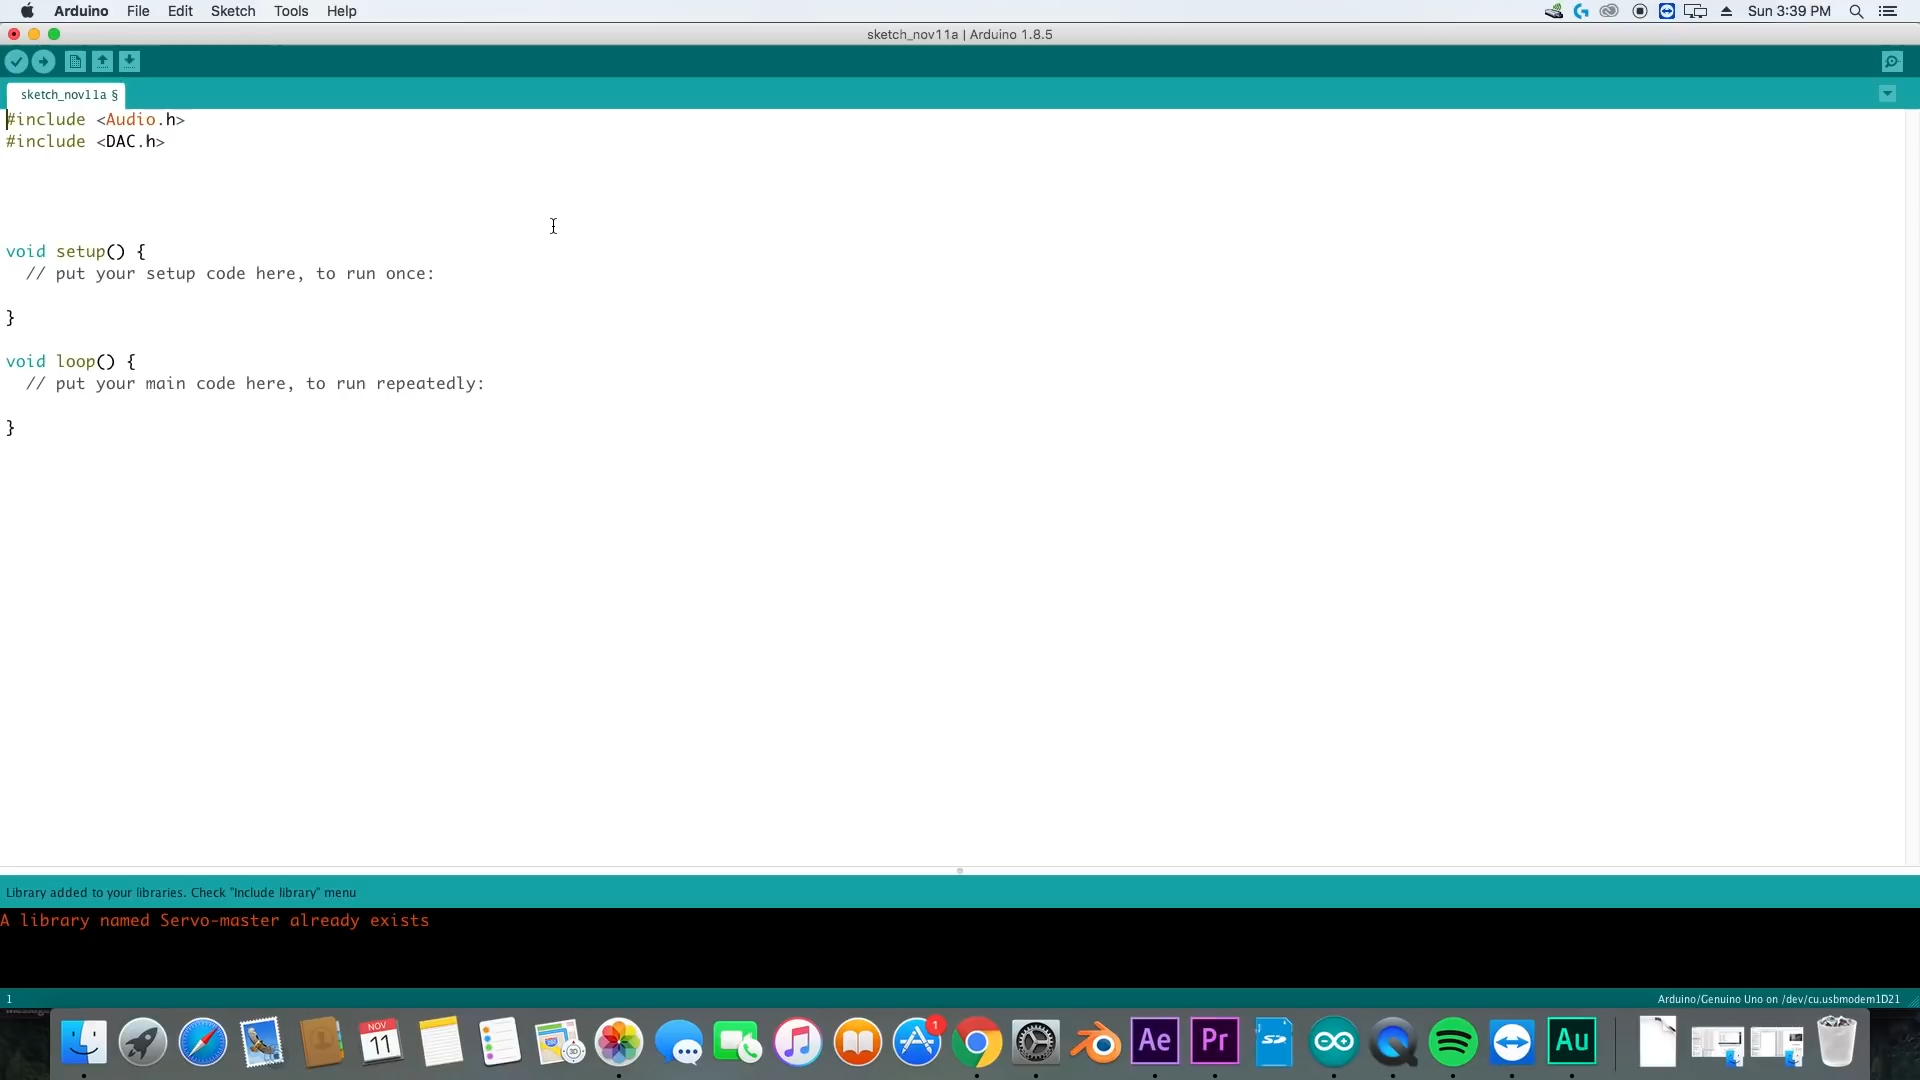 Arduino File Edit Sketch Tools Help Sun 3:39 PM
sketch_nov11a | Arduino 1.8.5
sketch_nov11a §
#include <Audio.h>
#include <DAC.h>
void setup() {
// put your setup code here, to run once:
}
void loop() {
// put your main code here, to run repeatedly:
}
Library added to your libraries. Check "Include library" menu
A library named Servo-master already exists
1 Arduino/Genuino Uno on /dev/cu.usbmodem1D21
NOV
11
3D
1
Ae
Pr
SD
Au